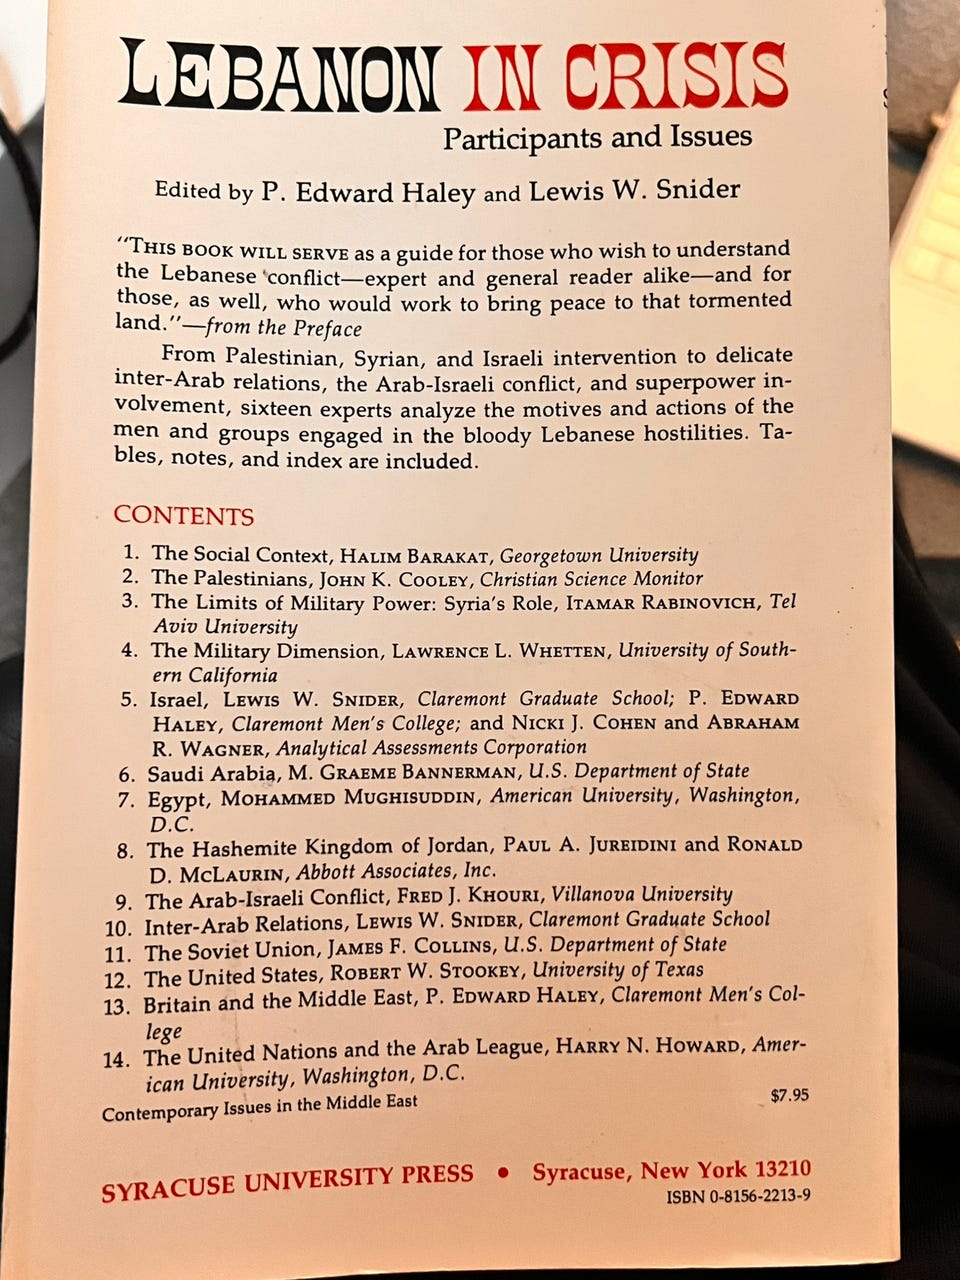 LEBANON IN CRISIS
Participants and Issues
Edited by P. Edward Haley and Lewis W. Snider
"THIS BOOK WILL SERVE as a guide for those who wish to understand
the Lebanese conflict—expert and general reader alike—and for
those, as well, who would work to bring peace to that tormented
land."—from the Preface
From Palestinian, Syrian, and Israeli intervention to delicate
inter-Arab relations, the Arab-Israeli conflict, and superpower in-
volvement, sixteen experts analyze the motives and actions of the
men and groups engaged in the bloody Lebanese hostilities. Ta-
bles, notes, and index are included.
CONTENTS
1. The Social Context, HALIM BARAKAT, Georgetown University
2. The Palestinians, JOHN K. COOLEY, Christian Science Monitor
3. The Limits of Military Power: Syria's Role, ITAMAR RABINOVICH, Tel
Aviv University
4. The Military Dimension, LAWRENCE L. WHETTEN, University of South-
ern California
5. Israel, LEWIS W. SNIDER, Claremont Graduate School; P. EDWARD
HALEY, Claremont Men's College; and NICKI J. COHEN and ABRAHAM
R. WAGNER, Analytical Assessments Corporation
6. Saudi Arabia, M. GRAEME BANNERMAN, U.S. Department of State
7. Egypt, MOHAMMED MUGHISUDDIN, American University, Washington,
D.C.
8. The Hashemite Kingdom of Jordan, PAUL A. JUREIDINI and RONALD
D. MCLAURIN, Abbott Associates, Inc.
9. The Arab-Israeli Conflict, FRED J. KHOURI, Villanova University
10. Inter-Arab Relations, LEWIS W. SNIDER, Claremont Graduate School
11. The Soviet Union, JAMES F. COLLINS, U.S. Department of State
12. The United States, ROBERT W. STOOKEY, University of Texas
13. Britain and the Middle East, P. EDWARD HALEY, Claremont Men's Col-
lege
14. The United Nations and the Arab League, HARRY N. HOWARD, Amer-
ican University, Washington, D.C.
Contemporary Issues in the Middle East $7.95
SYRACUSE UNIVERSITY PRESS • Syracuse, New York 13210
ISBN 0-8156-2213-9